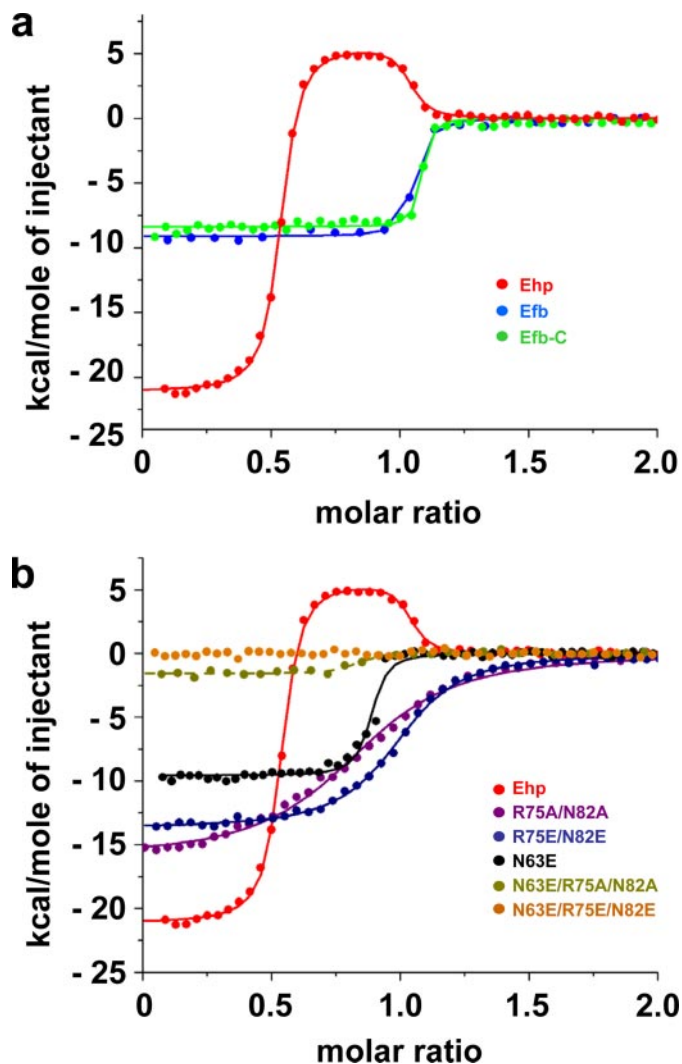 a
kcal/mole of injectant
5
0
- 5
- 10
- 15
- 20
- 25
Ehp
Efb
Efb-C
0 0.5 1.0 1.5 2.0
molar ratio
b
kcal/mole of injectant
5
0
- 5
- 10
- 15
- 20
- 25
Ehp
R75A/N82A
R75E/N82E
N63E
N63E/R75A/N82A
N63E/R75E/N82E
0 0.5 1.0 1.5 2.0
molar ratio